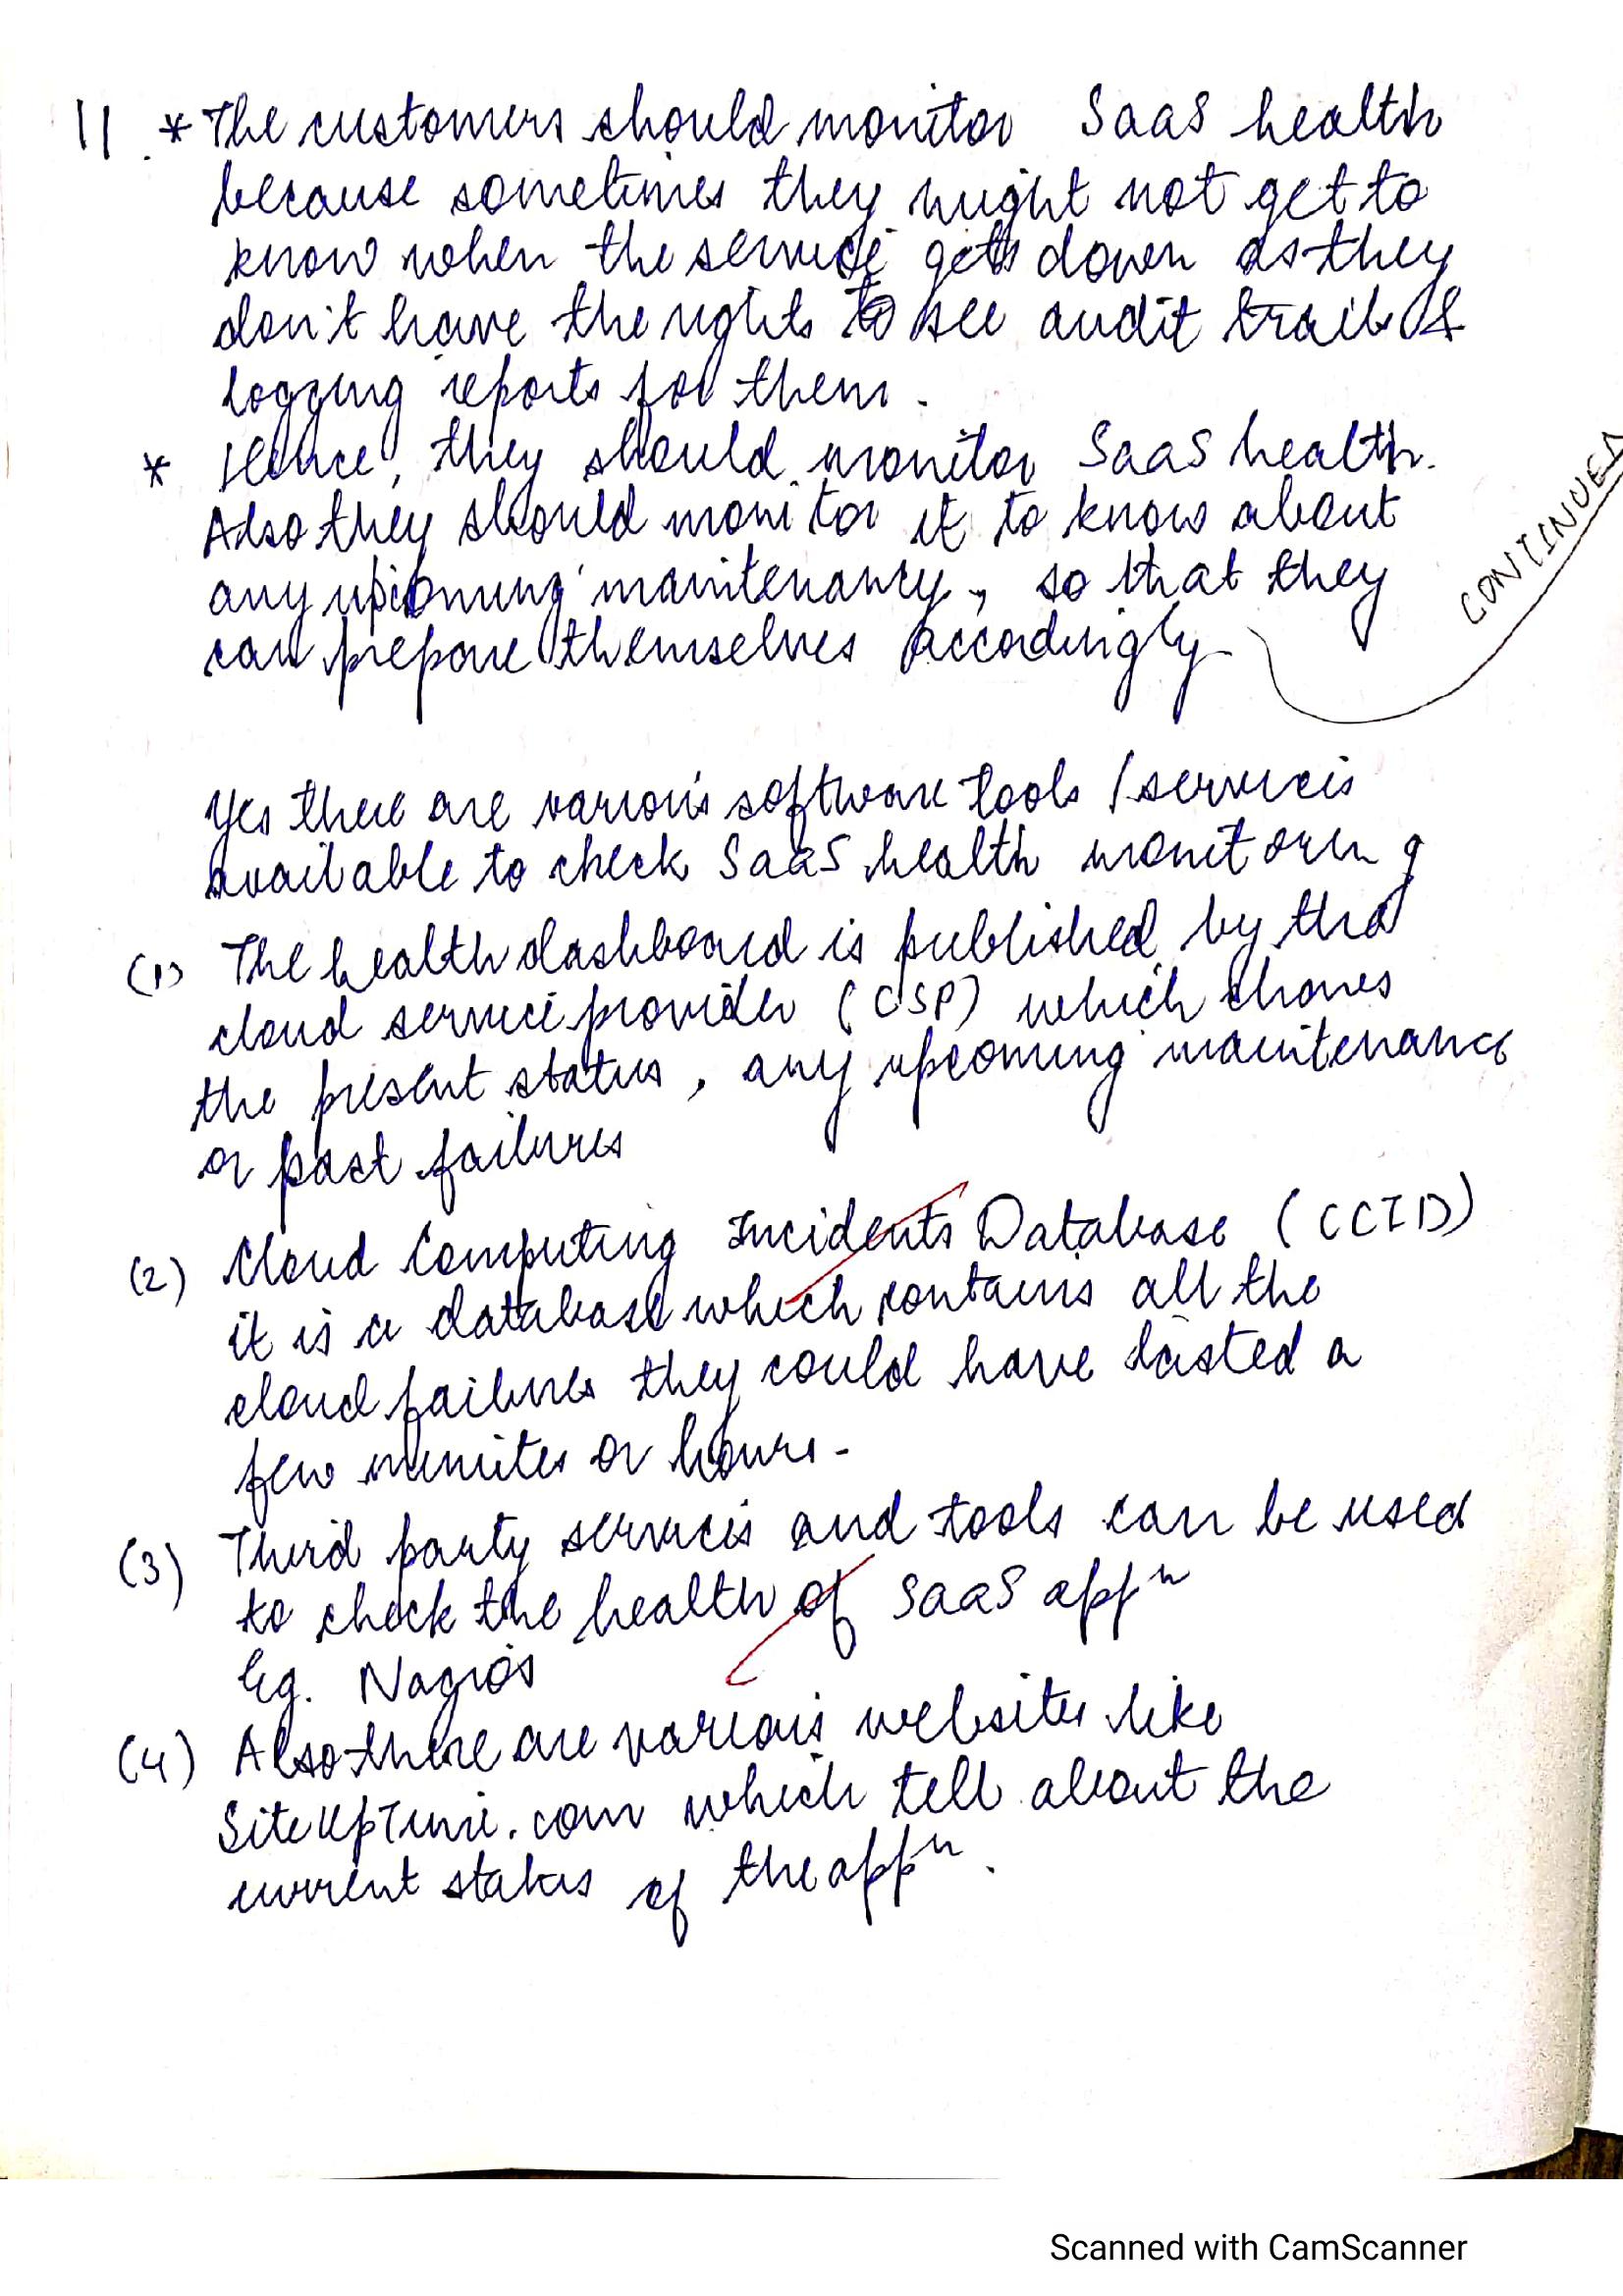 11. * The customers should monitor SaaS health
because sometimes they might not get to
know when the service gets down as they
don't have the rights to see audit trails &
logging reports for them.
* Hence, they should monitor SaaS health.
Also they should monitor it to know about
any upcoming maintenancy, so that they
can prepare themselves accordingly
CONTINUED
Yes there are various software tools / services
available to check SaaS health monitoring
(1) The health dashboard is published by the
cloud service provider (CSP) which shows
the present status, any upcoming maintenance
or past failures
(2) Cloud Computing Incidents Database (CCID)
it is a database which contains all the
cloud failures they could have lasted a
few minutes or hours.
(3) Third party services and tools can be used
to check the health of SaaS appn
Eg. Nagios
(4) Also there are various websites like
SiteUpTime.com which tell about the
current status of the appn.
Scanned with CamScanner